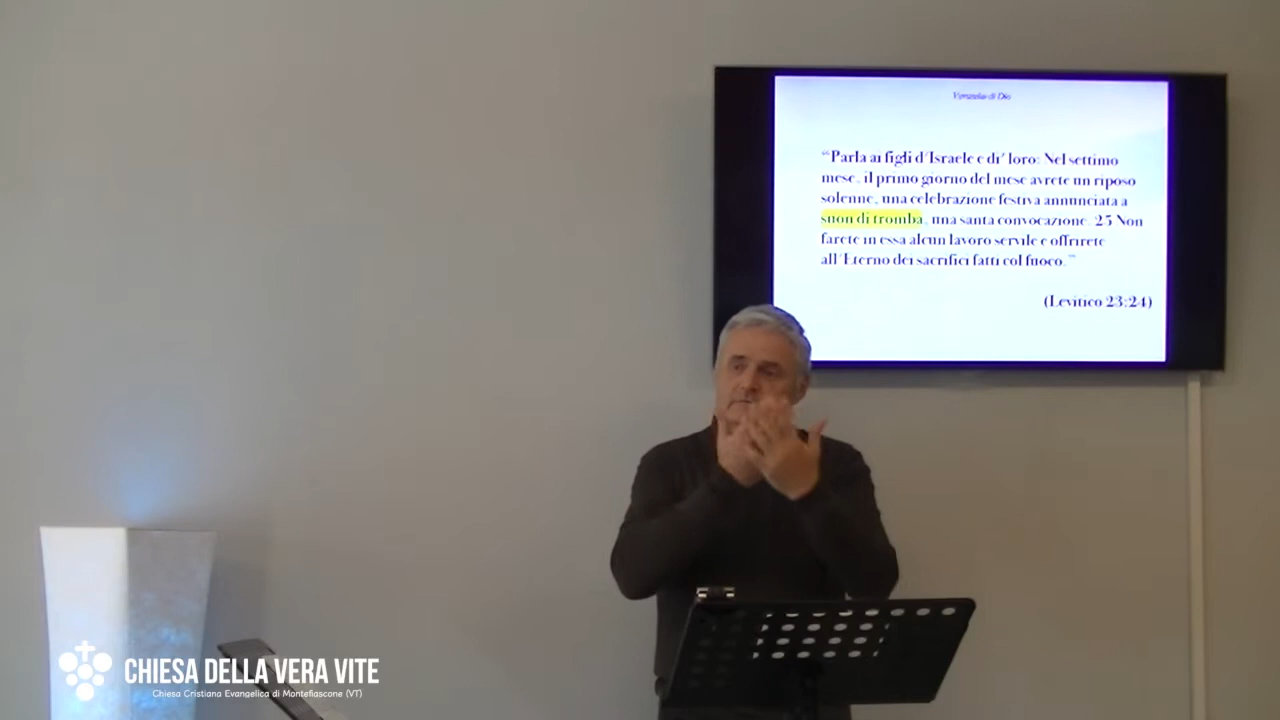 “Parla ai figli d'Israele e di' loro: Nel settimo
mese, il primo giorno del mese avrete un riposo
solenne, una celebrazione festiva annunciata a
suon di tromba, una santa convocazione. 25 Non
farete in essa alcun lavoro servile e offrirete
all'Eterno dei sacrifici fatti col fuoco.”
(Levitico 23:24)
CHIESA DELLA VERA VITE
Chiesa Cristiana Evangelica di Montefiascone (VT)